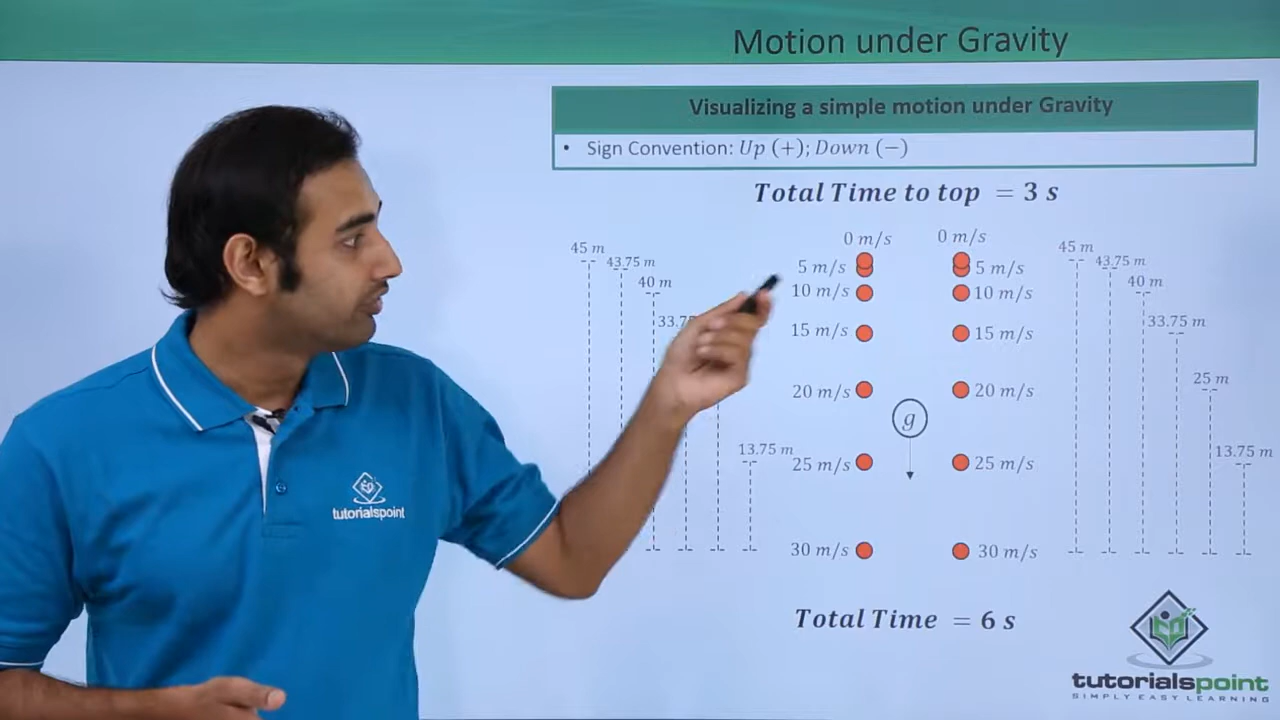 Motion under Gravity
Visualizing a simple motion under Gravity
• Sign Convention: Up (+); Down (−)
Total Time to top = 3 s
45 m
43.75 m
40 m
33.75
13.75 m
0 m/s
5 m/s
10 m/s
15 m/s
20 m/s
25 m/s
30 m/s
g
0 m/s
5 m/s
10 m/s
15 m/s
20 m/s
25 m/s
30 m/s
45 m
43.75 m
40 m
33.75 m
25 m
13.75 m
Total Time = 6 s
tutorialspoint
tutorialspoint
SIMPLY EASY LEARNING